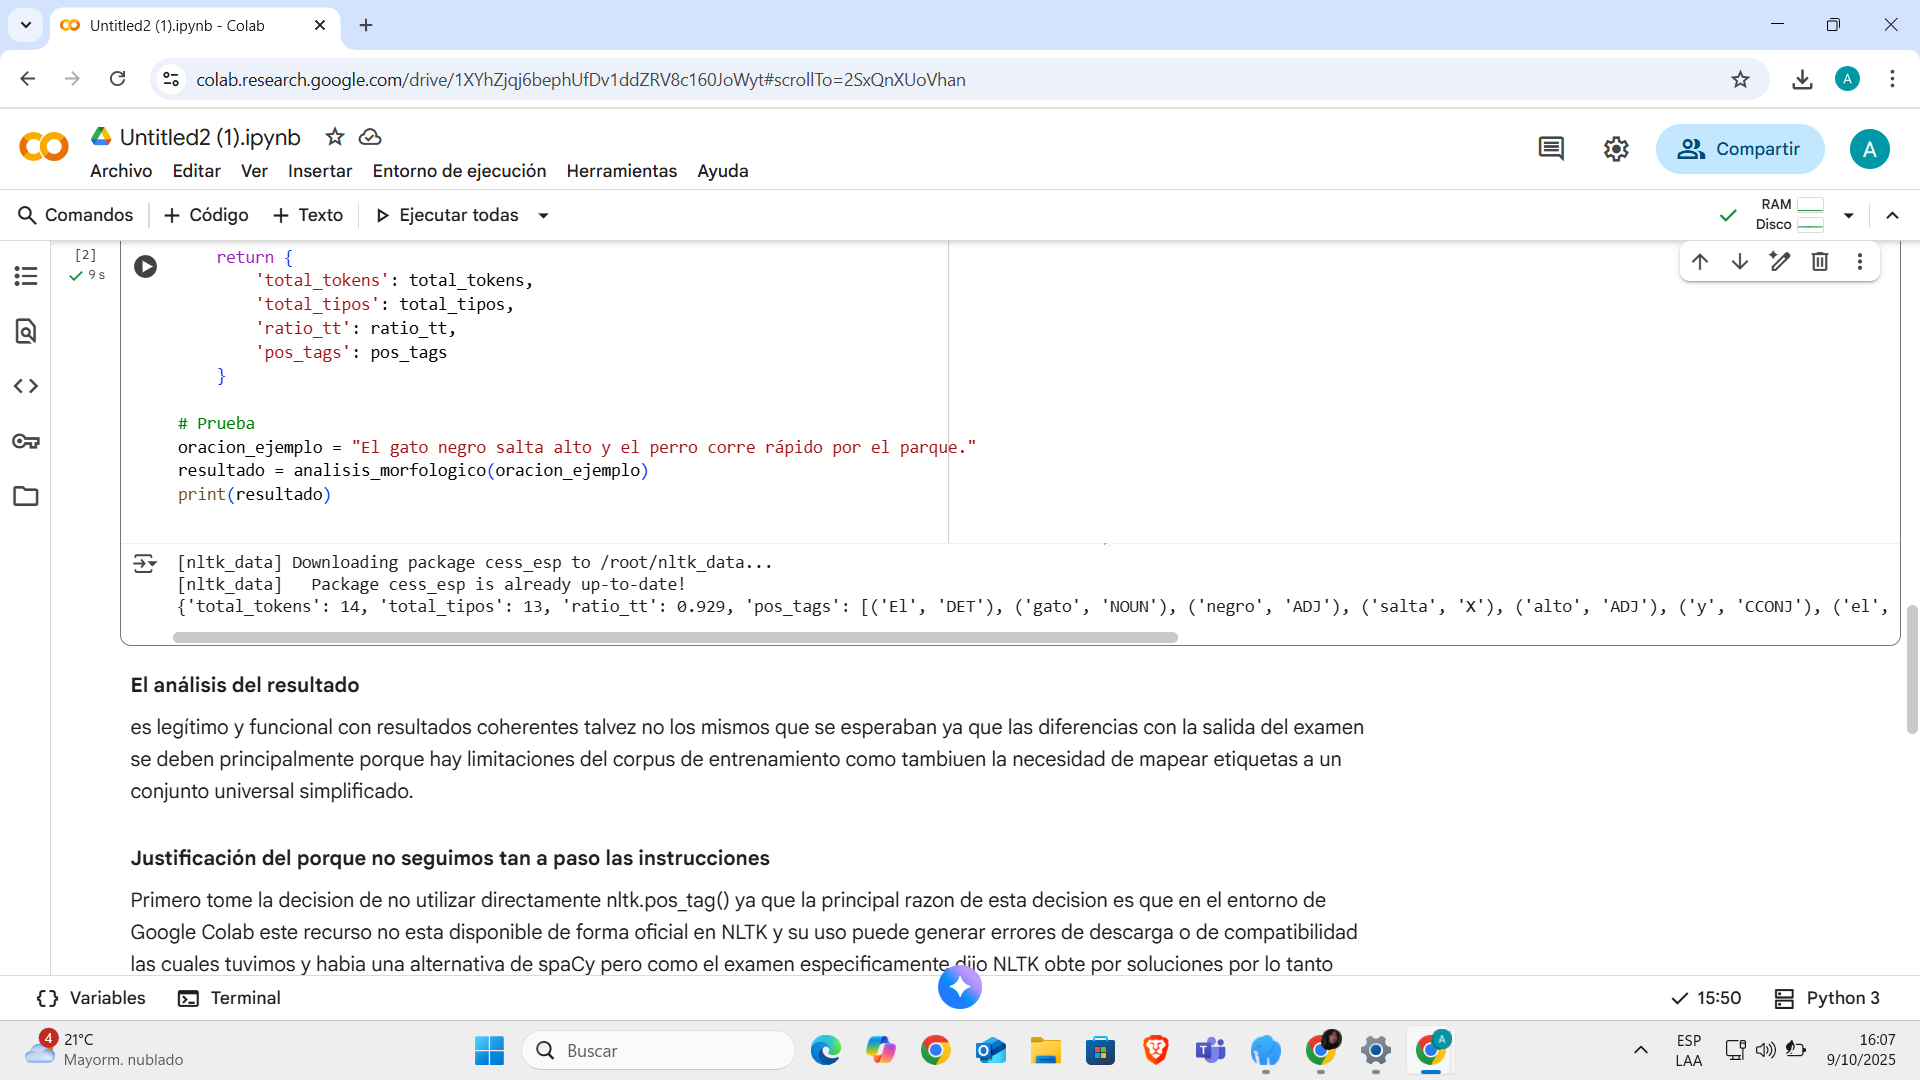 Untitled2 (1).ipynb - Colab
colab.research.google.com/drive/1XYhZjqj6bephUfDv1ddZRV8c160JoWyt#scrollTo=2SxQnXUoVhan
A
Untitled2 (1).ipynb
Archivo Editar Ver Insertar Entorno de ejecución Herramientas Ayuda
Compartir
A
Comandos + Código + Texto Ejecutar todas
RAM
Disco
[2]
9 s
return {
'total_tokens': total_tokens,
'total_tipos': total_tipos,
'ratio_tt': ratio_tt,
'pos_tags': pos_tags
}
# Prueba
oracion_ejemplo = "El gato negro salta alto y el perro corre rápido por el parque."
resultado = analisis_morfologico(oracion_ejemplo)
print(resultado)
[nltk_data] Downloading package cess_esp to /root/nltk_data...
[nltk_data]   Package cess_esp is already up-to-date!
{'total_tokens': 14, 'total_tipos': 13, 'ratio_tt': 0.929, 'pos_tags': [('El', 'DET'), ('gato', 'NOUN'), ('negro', 'ADJ'), ('salta', 'X'), ('alto', 'ADJ'), ('y', 'CCONJ'), ('el',
El análisis del resultado
es legítimo y funcional con resultados coherentes talvez no los mismos que se esperaban ya que las diferencias con la salida del examen
se deben principalmente porque hay limitaciones del corpus de entrenamiento como tambiuen la necesidad de mapear etiquetas a un
conjunto universal simplificado.
Justificación del porque no seguimos tan a paso las instrucciones
Primero tome la decision de no utilizar directamente nltk.pos_tag() ya que la principal razon de esta decision es que en el entorno de
Google Colab este recurso no esta disponible de forma oficial en NLTK y su uso puede generar errores de descarga o de compatibilidad
las cuales tuvimos y habia una alternativa de spaCy pero como el examen especificamente dijo NLTK obte por soluciones por lo tanto
{} Variables Terminal
15:50 Python 3
4
21°C
Mayorm. nublado
Buscar
A
ESP
LAA
16:07
9/10/2025